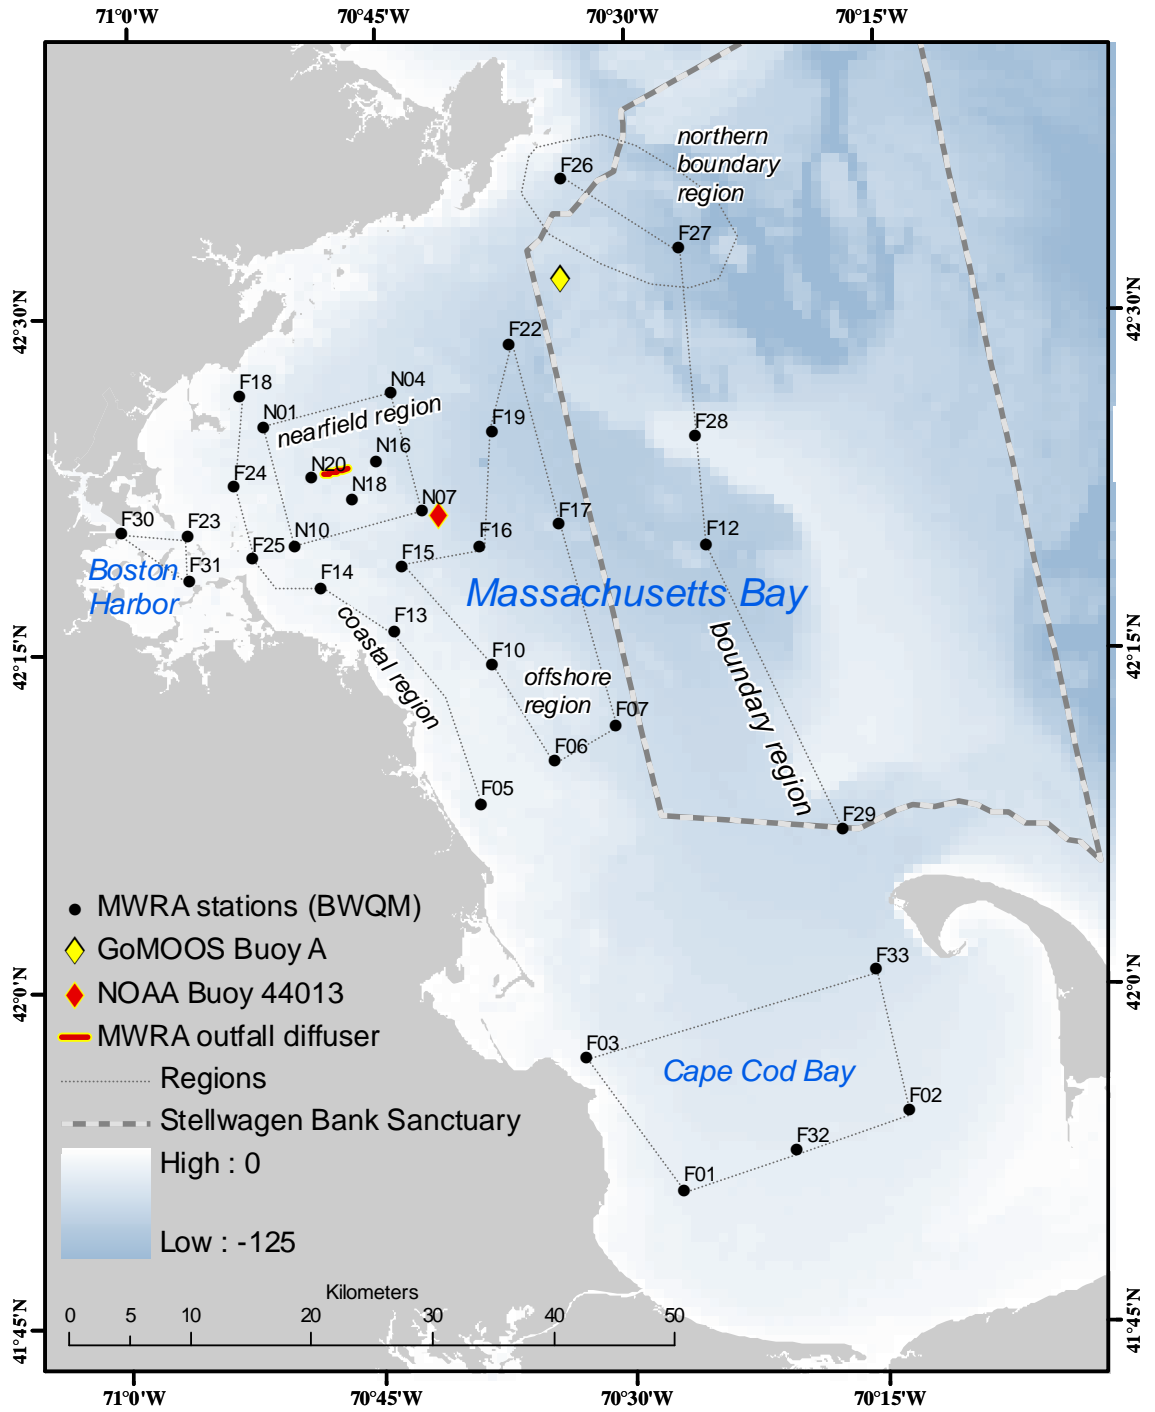 71°0'W
70°45'W
70°30'W
70°15'W
northern
boundary
region
F26
F27
42°30'N
42°30'N
F22
F18
N04
N01
nearfield region
F19
F28
N16
N20
F24
N18
N07
F17
F30
F23
N10
F16
F12
F25
F15
Boston
Harbor
F31
F14
Massachusetts Bay
F13
coastal region
boundary region
42°15'N
42°15'N
F10
offshore
region
F07
F06
F05
F29
MWRA stations (BWQM)
GoMOOS Buoy A
NOAA Buoy 44013
MWRA outfall diffuser
Regions
Stellwagen Bank Sanctuary
High : 0
Low : -125
F33
42°0'N
42°0'N
F03
Cape Cod Bay
F02
F32
F01
Kilometers
0 5 10 20 30 40 50
41°45'N
41°45'N
71°0'W
70°45'W
70°30'W
70°15'W